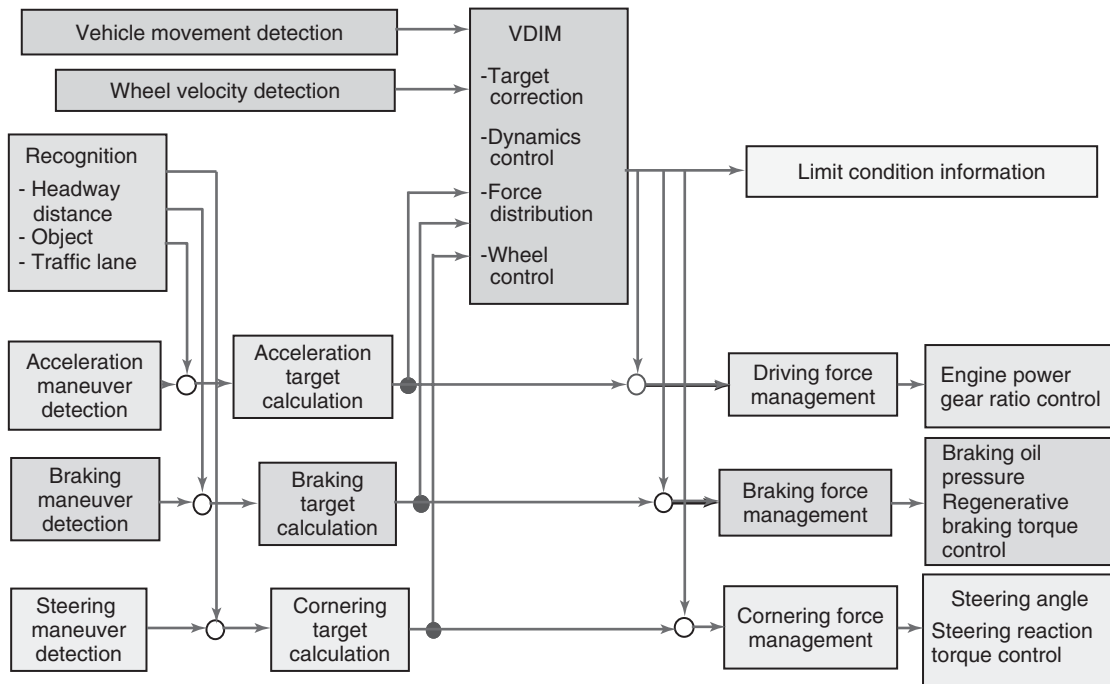 Vehicle movement detection
Wheel velocity detection
VDIM
-Target
correction
-Dynamics
control
-Force
distribution
-Wheel
control
Recognition
- Headway
distance
- Object
- Traffic lane
Limit condition information
Acceleration
maneuver
detection
Acceleration
target
calculation
Driving force
management
Engine power
gear ratio control
Braking
maneuver
detection
Braking
target
calculation
Braking force
management
Braking oil
pressure
Regenerative
braking torque
control
Steering
maneuver
detection
Cornering
target
calculation
Cornering force
management
Steering angle
Steering reaction
torque control